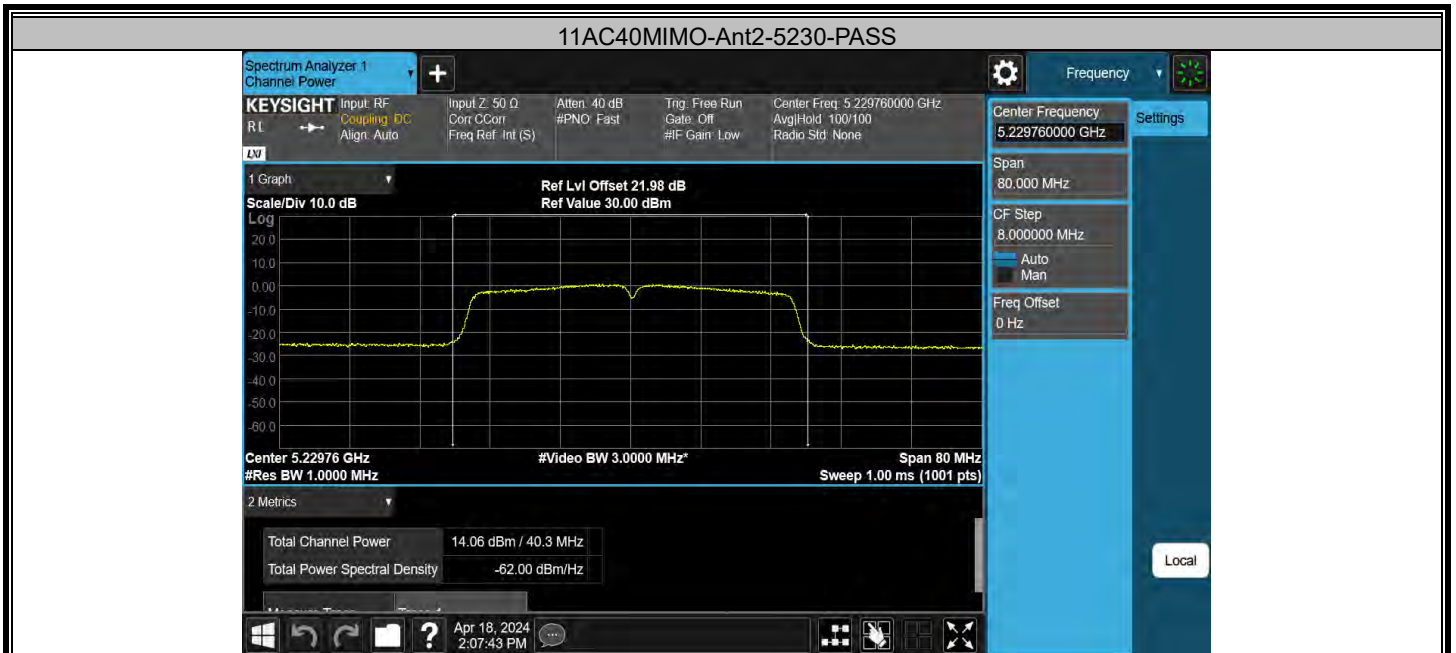 11AC40MIMO-Ant2-5230-PASS
Spectrum Analyzer 1
Channel Power
Frequency
KEYSIGHT
RL
LXI
Input: RF
Coupling: DC
Align: Auto
Input Z: 50 Ω
Corr CCorr
Freq Ref: Int (S)
Atten: 40 dB
#PNO: Fast
Trig: Free Run
Gate: Off
#IF Gain: Low
Center Freq: 5.229760000 GHz
Avg|Hold: 100/100
Radio Std: None
Center Frequency
5.229760000 GHz
Settings
Span
80.000 MHz
CF Step
8.000000 MHz
Auto
Man
Freq Offset
0 Hz
1 Graph
Scale/Div 10.0 dB
Ref Lvl Offset 21.98 dB
Ref Value 30.00 dBm
Log
20.0
10.0
0.00
-10.0
-20.0
-30.0
-40.0
-50.0
-60.0
Center 5.22976 GHz
#Video BW 3.0000 MHz*
Span 80 MHz
#Res BW 1.0000 MHz
Sweep 1.00 ms (1001 pts)
2 Metrics
Total Channel Power 14.06 dBm / 40.3 MHz
Total Power Spectral Density -62.00 dBm/Hz
Local
?
Apr 18, 2024
2:07:43 PM